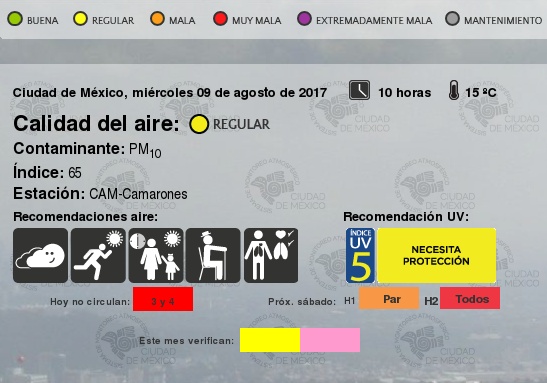 BUENA REGULAR MALA MUY MALA EXTREMADAMENTE MALA MANTENIMIENTO
Ciudad de México, miércoles 09 de agosto de 2017 10 horas 15 ºC
Calidad del aire: REGULAR
Contaminante: PM10
Índice: 65
Estación: CAM-Camarones
Recomendaciones aire: Recomendación UV:
ÍNDICE UV 5 NECESITA PROTECCIÓN
Hoy no circulan: 3 y 4 Próx. sábado: H1 Par H2 Todos
Este mes verifican:
CIUDAD DE MÉXICO